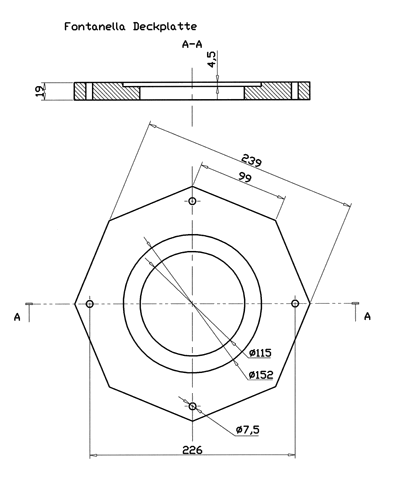 Fontanella Deckplatte
A-A
4,5
19
239
99
A
A
Ø115
Ø152
Ø7,5
226